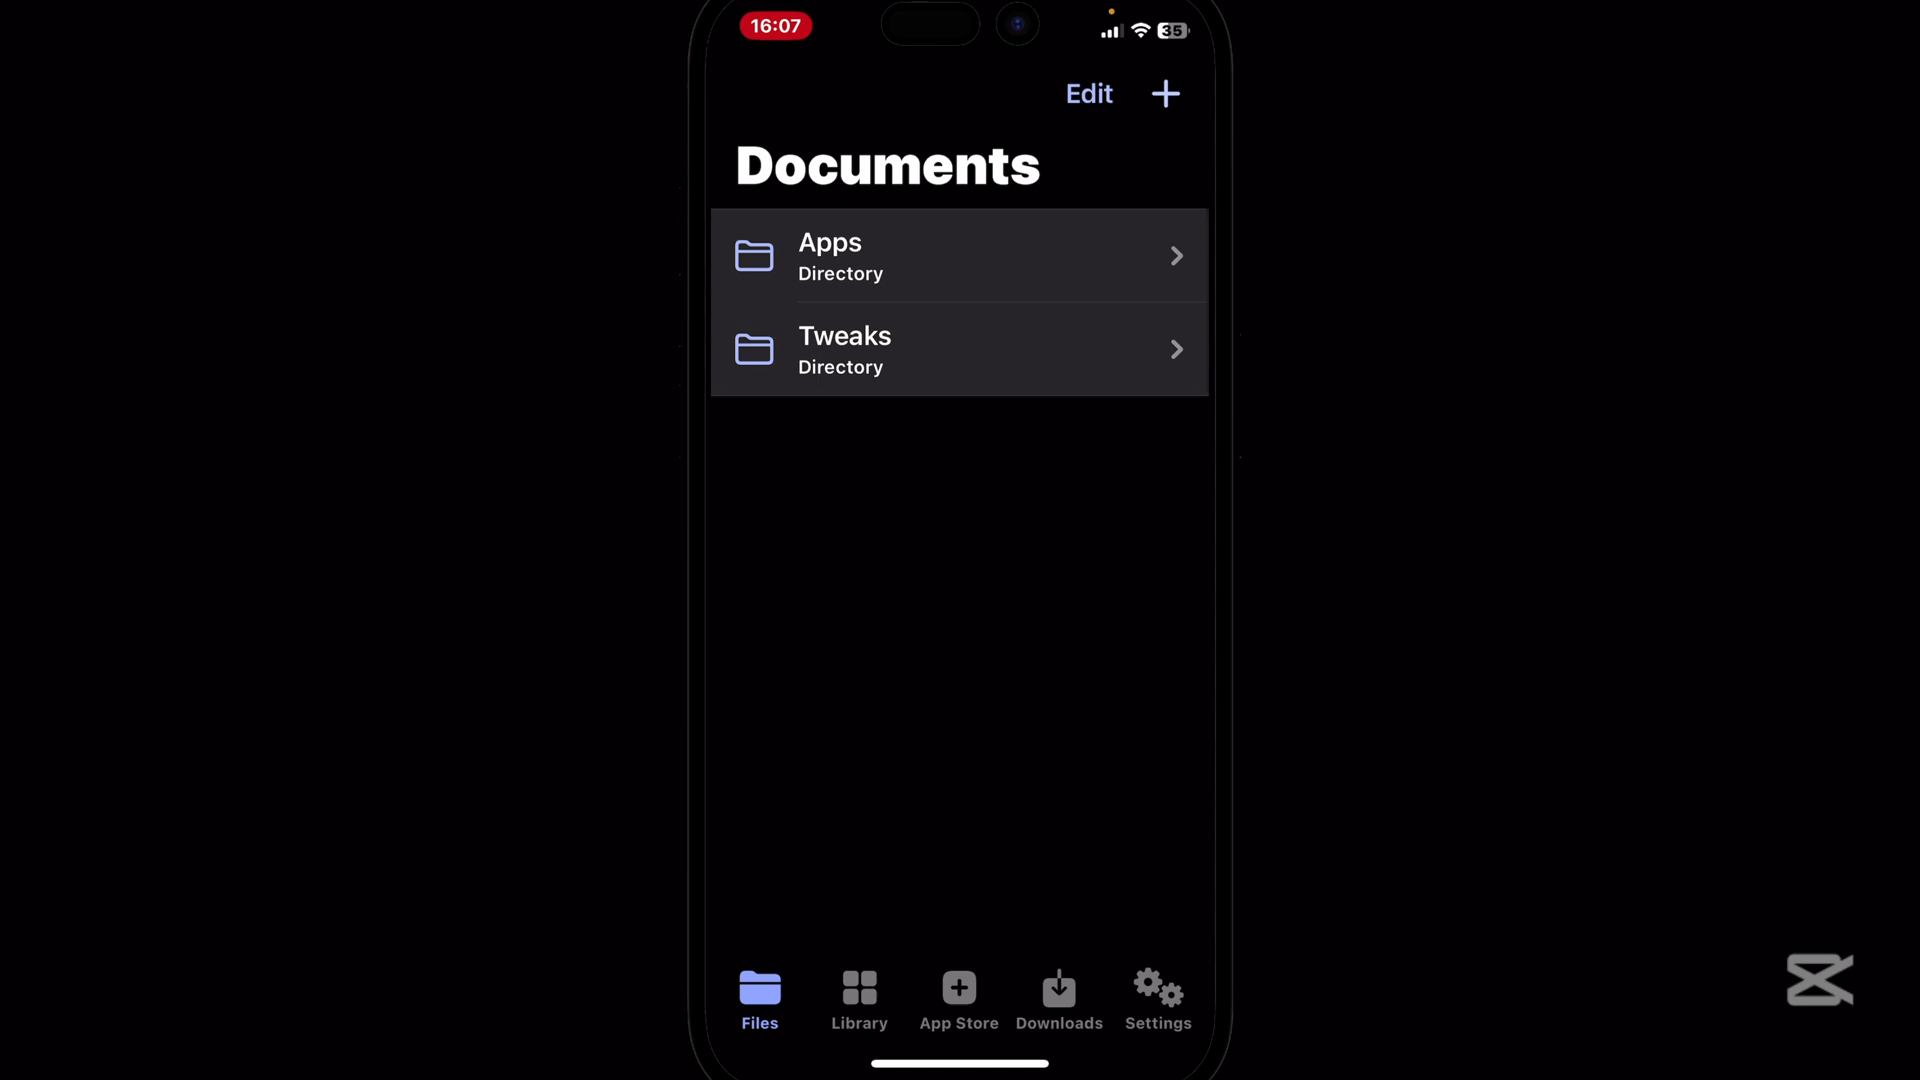 16:07
35
Edit
Documents
Apps
Directory
Tweaks
Directory
Files
Library
App Store
Downloads
Settings